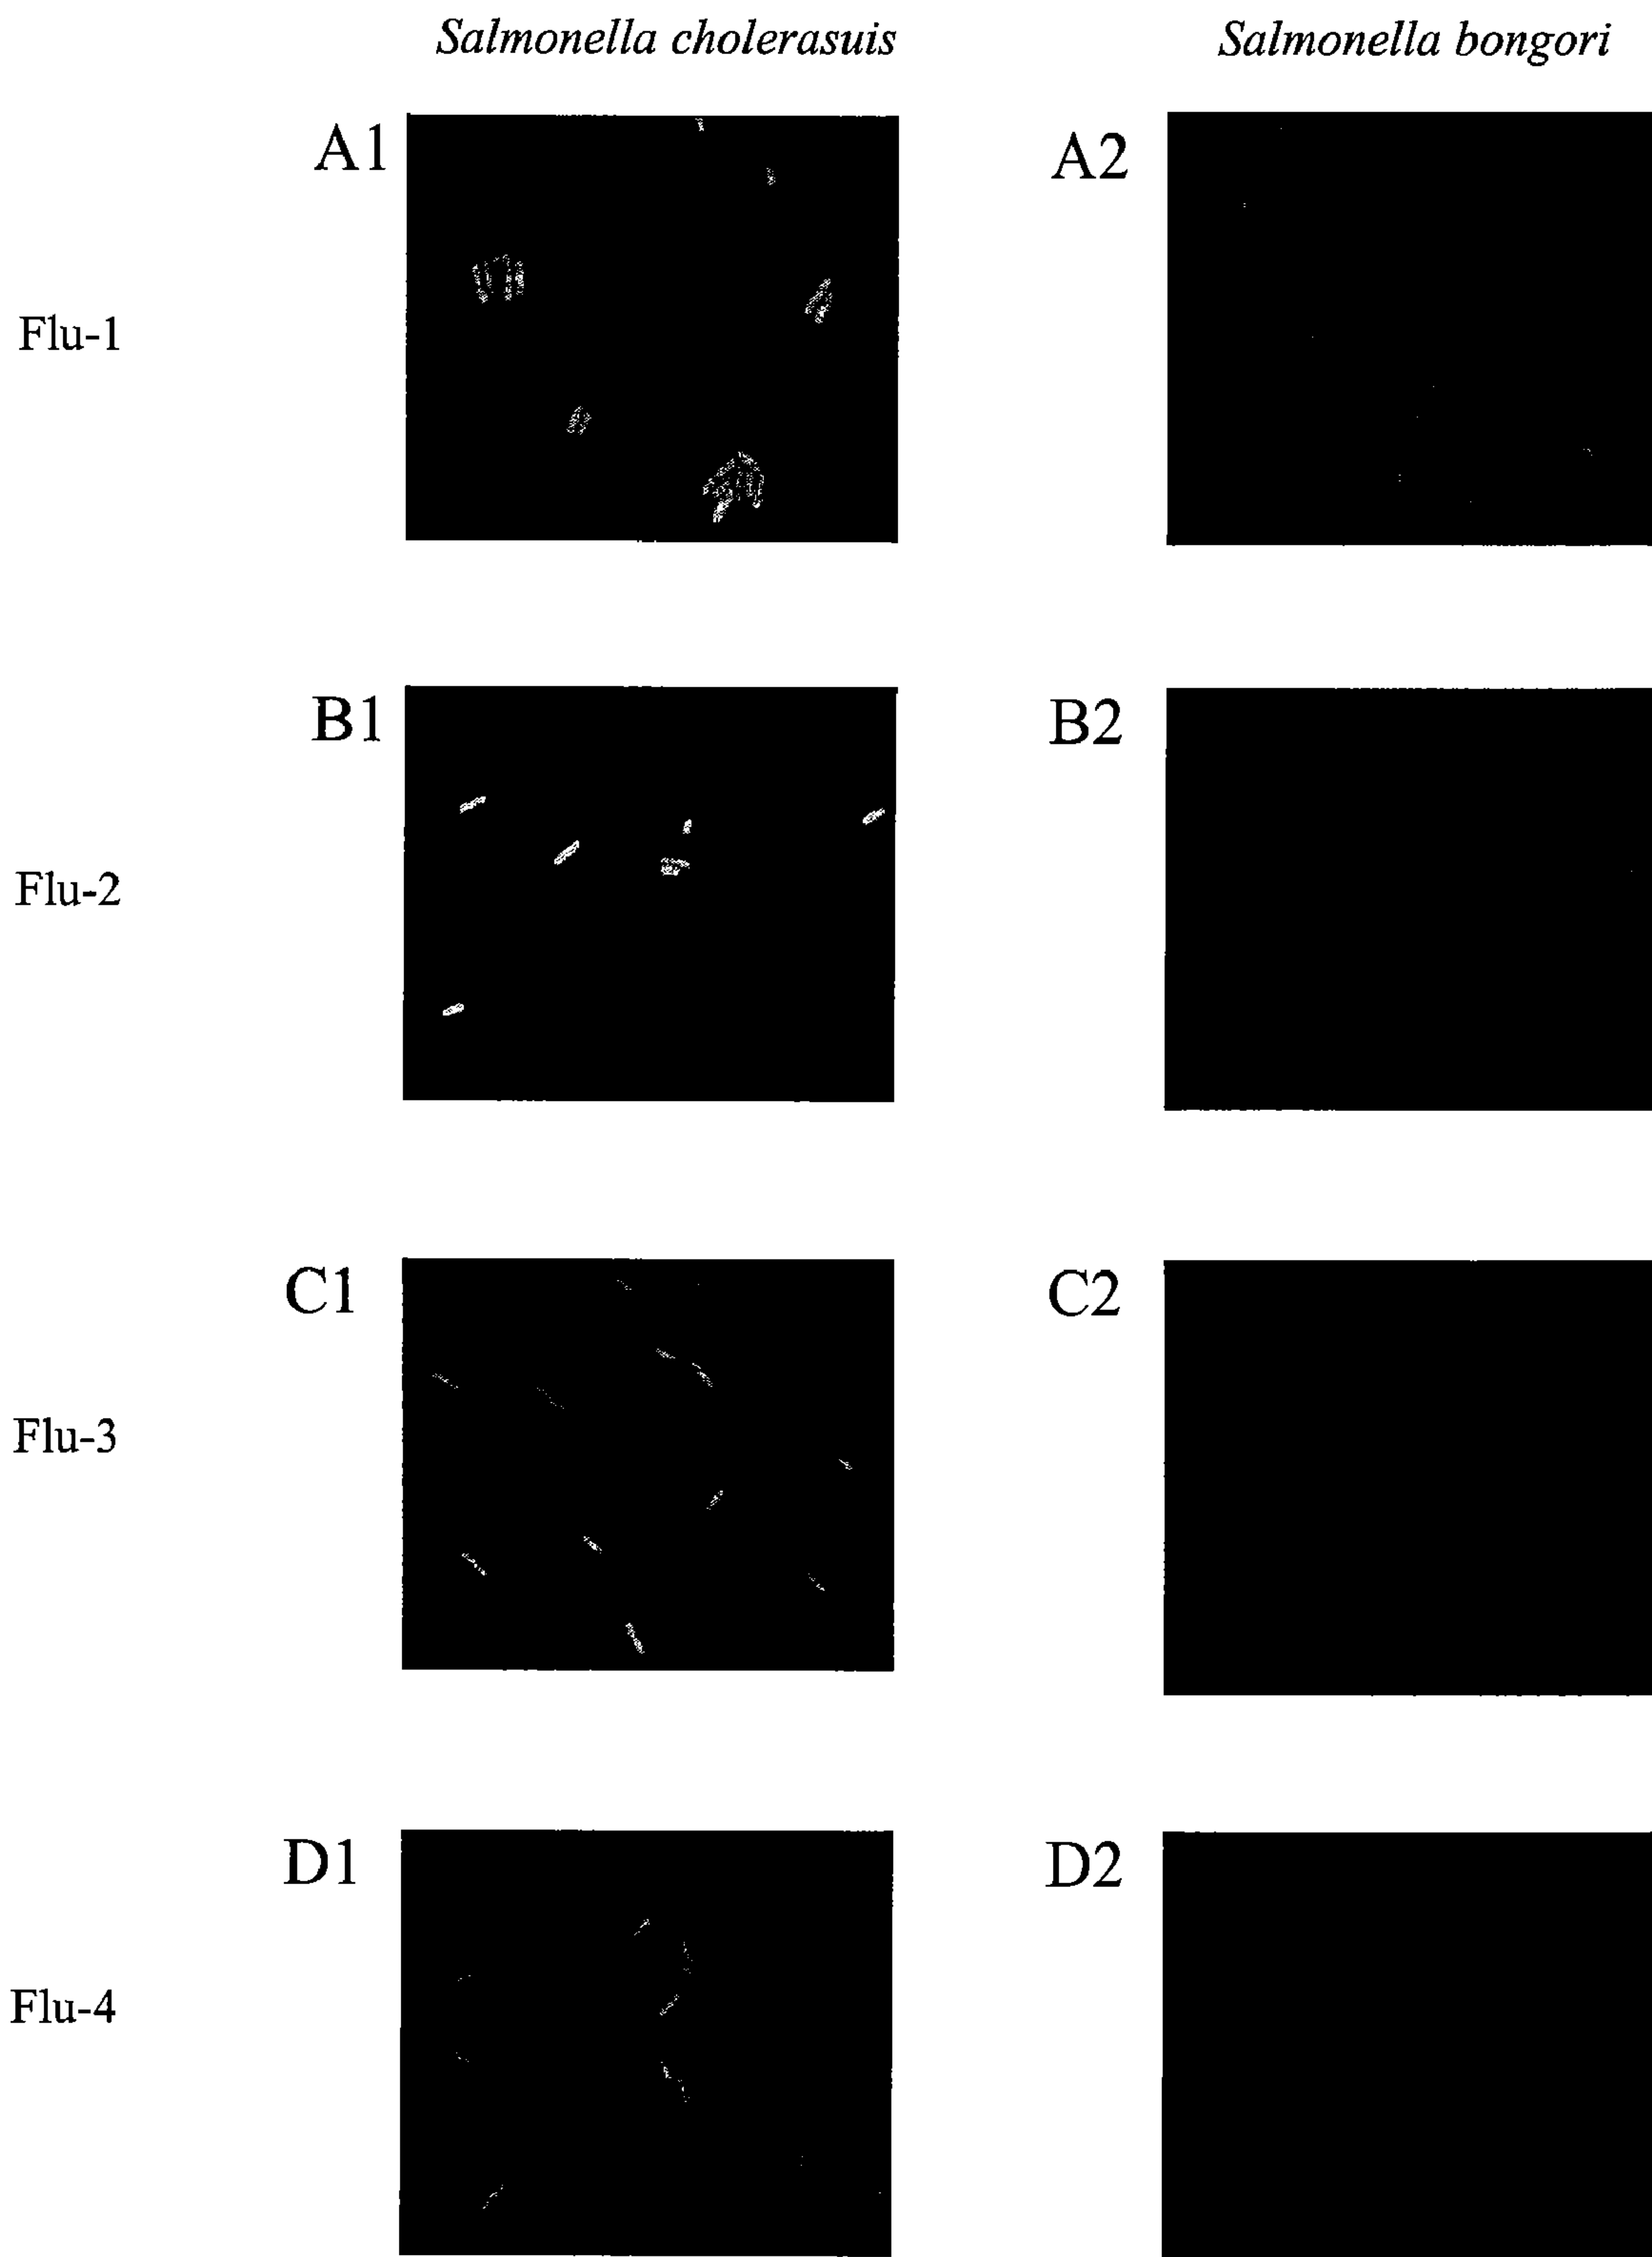 Salmonella cholerasuis Salmonella bongori
A1 A2
Flu-1
B1 B2
Flu-2
C1 C2
Flu-3
D1 D2
Flu-4